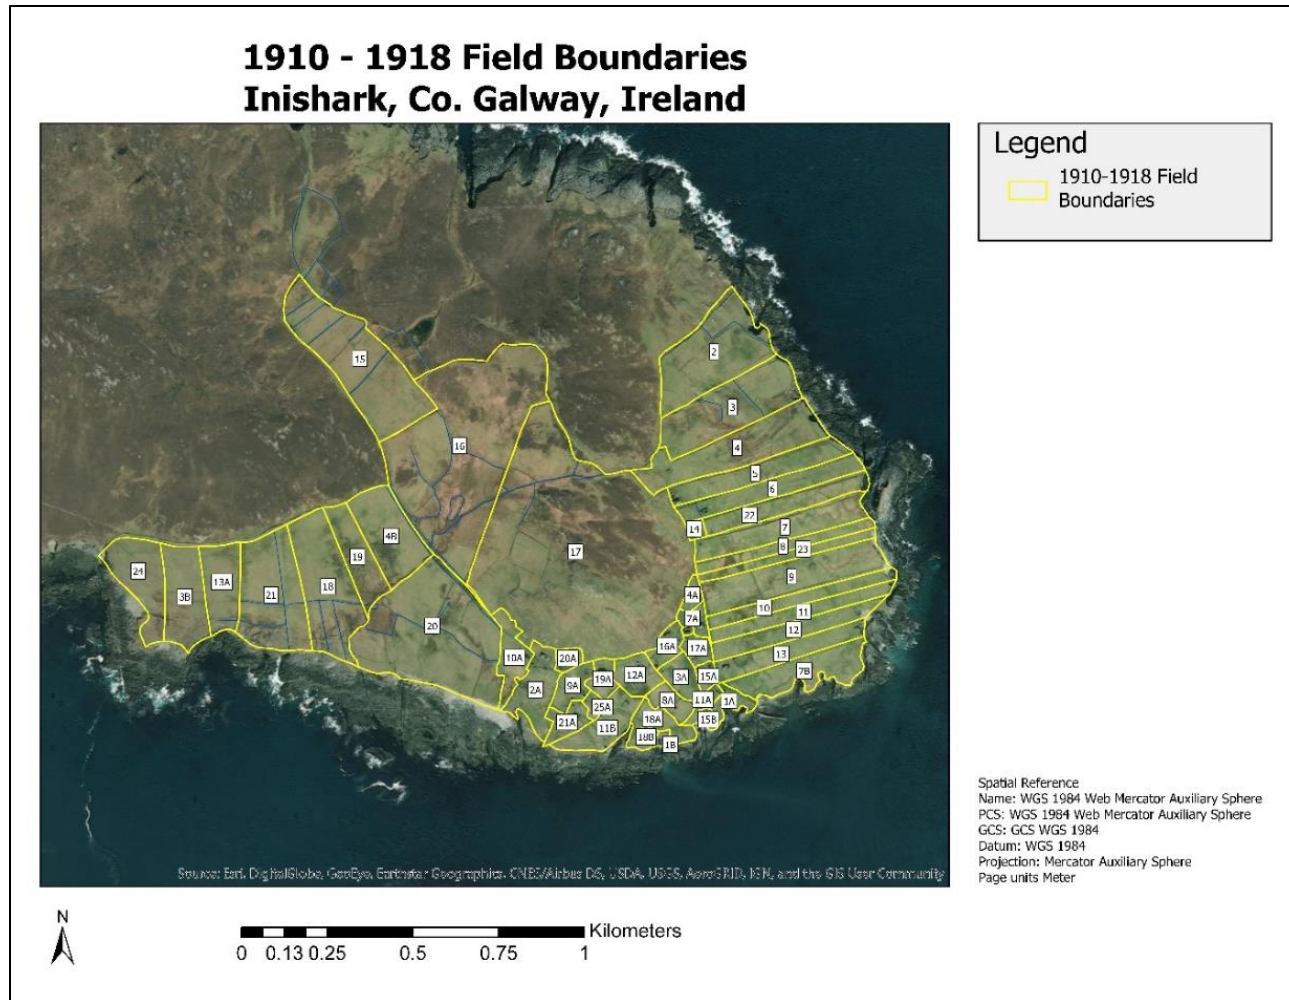 1910 - 1918 Field Boundaries
Inishark, Co. Galway, Ireland
Legend
1910-1918 Field
Boundaries
2
15
3
16
4
5
6
22
14
7
4B
8
23
17
19
24
9
13A
18
3B
21
4A
10
11
7A
20
12
16A
17A
13
10A
20A
7B
12A
3A
15A
19A
9A
2A
8A
11A
1A
25A
18A
15B
21A
11B
18B
1B
Source: Esri, DigitalGlobe, GeoEye, Earthstar Geographics, CNES/Airbus DS, USDA, USGS, AeroGRID, IGN, and the GIS User Community
Spatial Reference
Name: WGS 1984 Web Mercator Auxiliary Sphere
PCS: WGS 1984 Web Mercator Auxiliary Sphere
GCS: GCS WGS 1984
Datum: WGS 1984
Projection: Mercator Auxiliary Sphere
Page units Meter
N
Kilometers
0 0.13 0.25 0.5 0.75 1